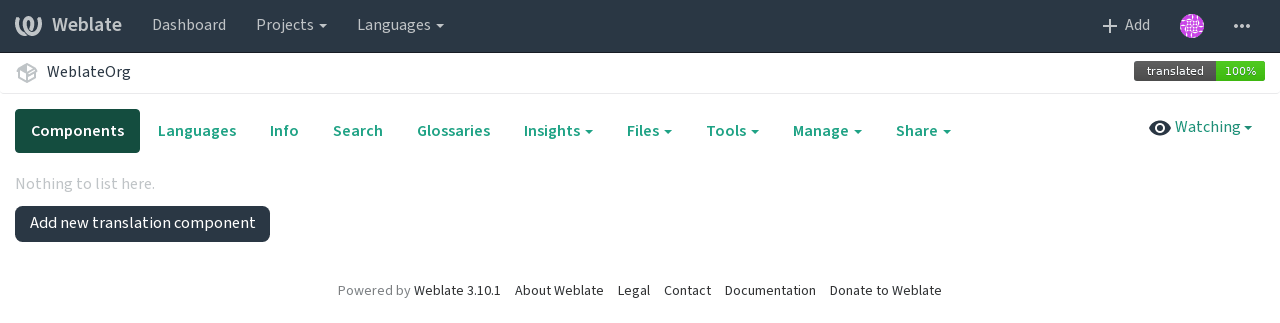 Weblate Dashboard Projects Languages Add
WeblateOrg translated 100%
Components Languages Info Search Glossaries Insights Files Tools Manage Share Watching
Nothing to list here.
Add new translation component
Powered by Weblate 3.10.1 About Weblate Legal Contact Documentation Donate to Weblate